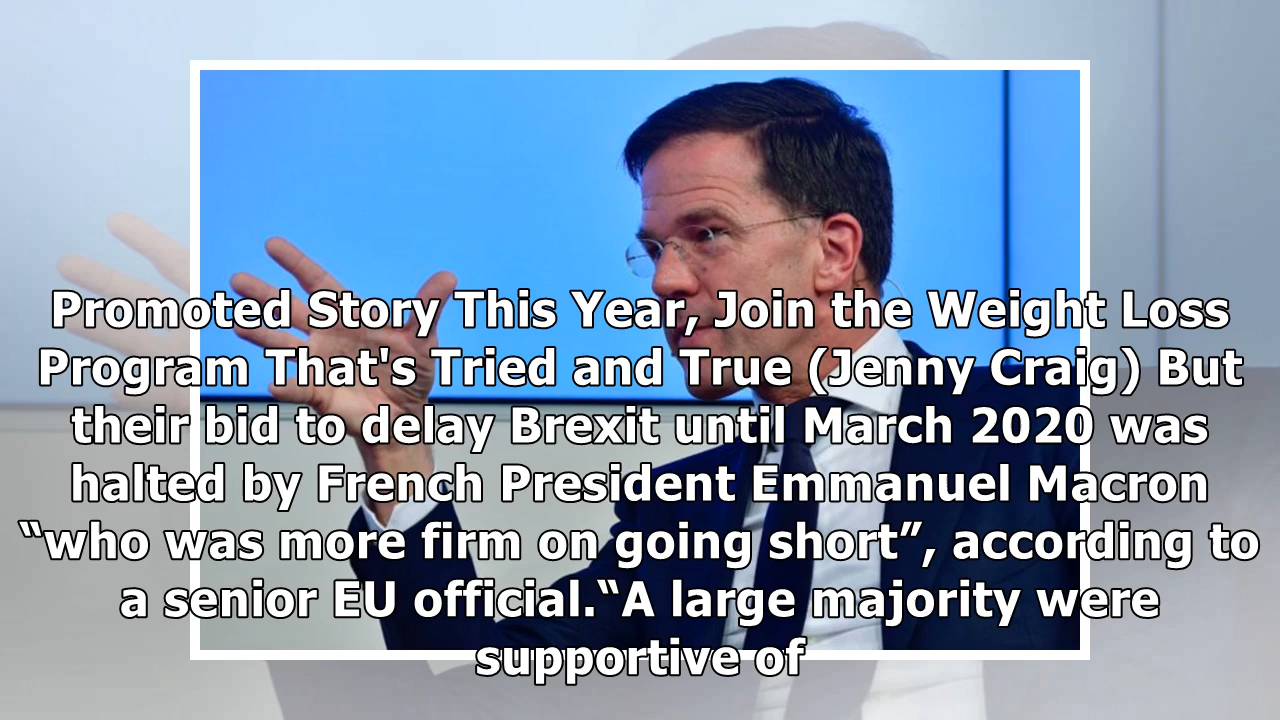 Promoted Story This Year, Join the Weight Loss
Program That's Tried and True (Jenny Craig) But
their bid to delay Brexit until March 2020 was
halted by French President Emmanuel Macron
“who was more firm on going short”, according to
a senior EU official.“A large majority were
supportive of